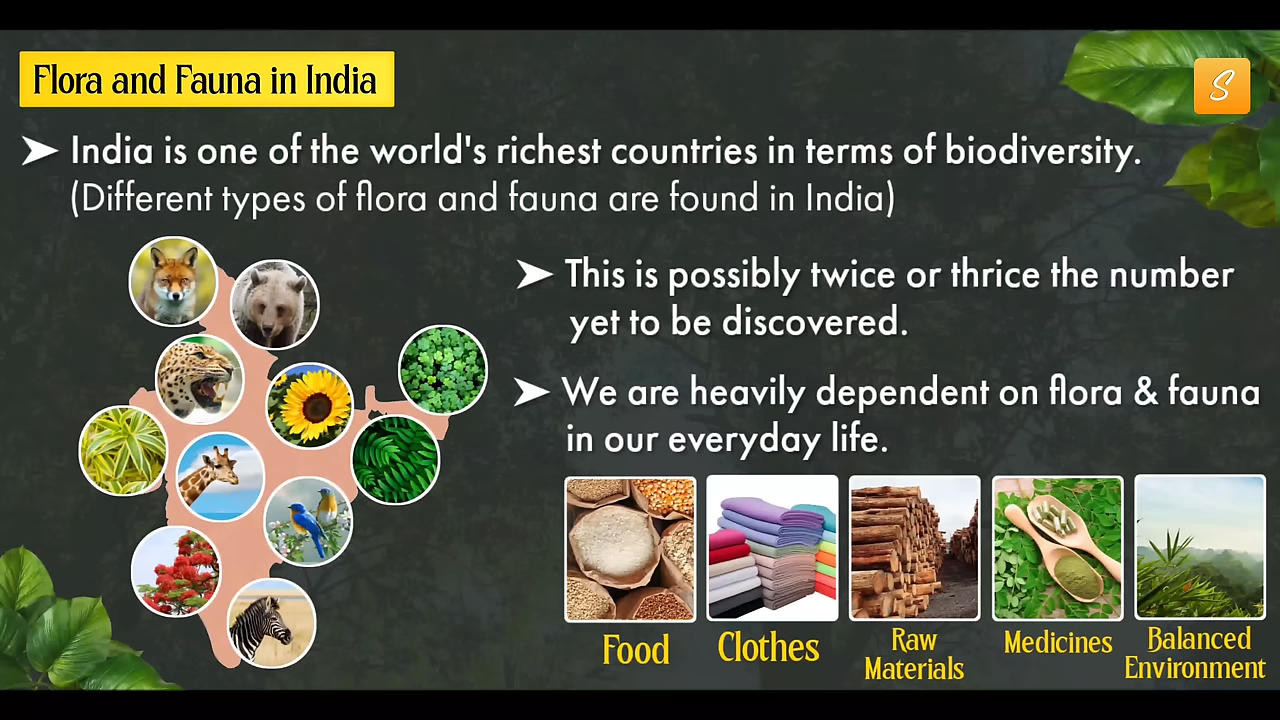 Flora and Fauna in India
S
➤ India is one of the world's richest countries in terms of biodiversity.
(Different types of flora and fauna are found in India)
➤ This is possibly twice or thrice the number
yet to be discovered.
➤ We are heavily dependent on flora & fauna
in our everyday life.
Food
Clothes
Raw
Materials
Medicines
Balanced
Environment